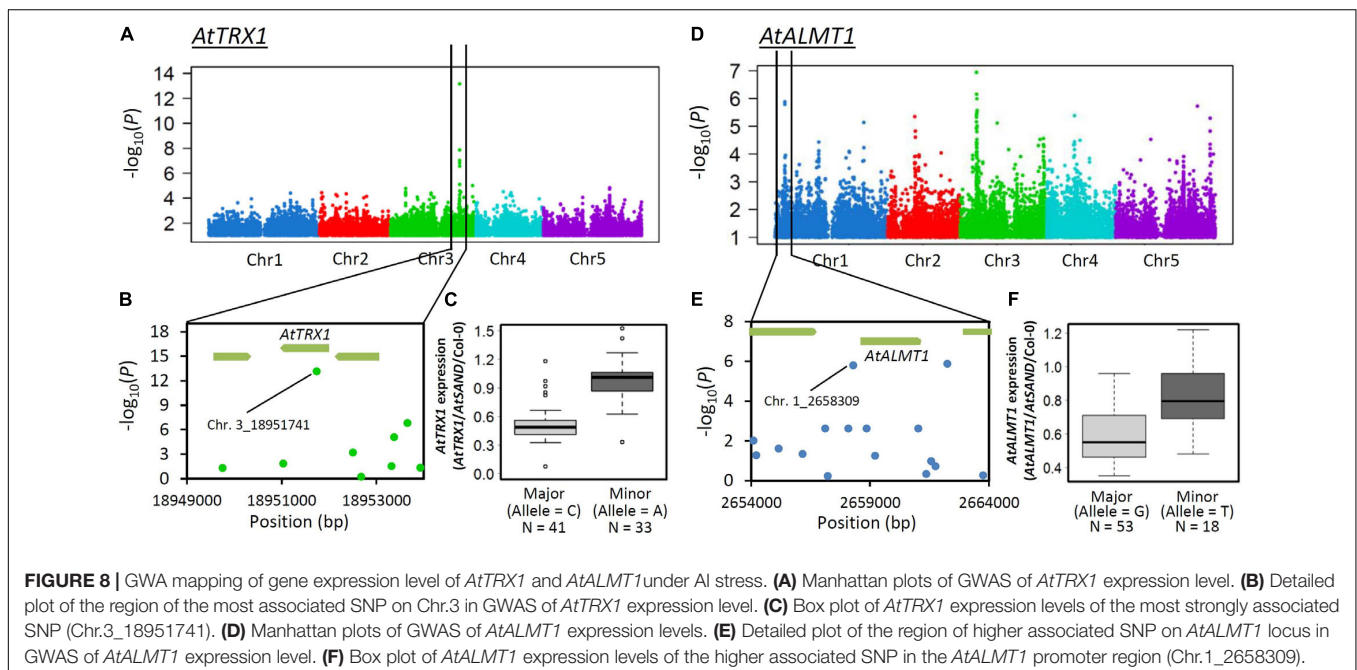 A
AtTRX1
-log10(P)
14
12
10
8
6
4
2
Chr1 Chr2 Chr3 Chr4 Chr5
B
-log10(P)
18
15
12
9
6
3
0
AtTRX1
Chr. 3_18951741
18949000 18951000 18953000
Position (bp)
C
AtTRX1 expression
(AtTRX1/AtSAND/Col-0)
1.5
1.2
0.9
0.6
0.3
0.0
Major Minor
(Allele = C) (Allele = A)
N = 41 N = 33
D
AtALMT1
-log10(P)
7
6
5
4
3
2
1
Chr1 Chr2 Chr3 Chr4 Chr5
E
-log10(P)
8
6
4
2
0
AtALMT1
Chr. 1_2658309
2654000 2659000 2664000
Position (bp)
F
AtALMT1 expression
(AtALMT1/AtSAND/Col-0)
1.2
1.0
0.8
0.6
0.4
Major Minor
(Allele = G) (Allele = T)
N = 53 N = 18
FIGURE 8 | GWA mapping of gene expression level of AtTRX1 and AtALMT1under Al stress. (A) Manhattan plots of GWAS of AtTRX1 expression level. (B) Detailed
plot of the region of the most associated SNP on Chr.3 in GWAS of AtTRX1 expression level. (C) Box plot of AtTRX1 expression levels of the most strongly associated
SNP (Chr.3_18951741). (D) Manhattan plots of GWAS of AtALMT1 expression levels. (E) Detailed plot of the region of higher associated SNP on AtALMT1 locus in
GWAS of AtALMT1 expression level. (F) Box plot of AtALMT1 expression levels of the higher associated SNP in the AtALMT1 promoter region (Chr.1_2658309).